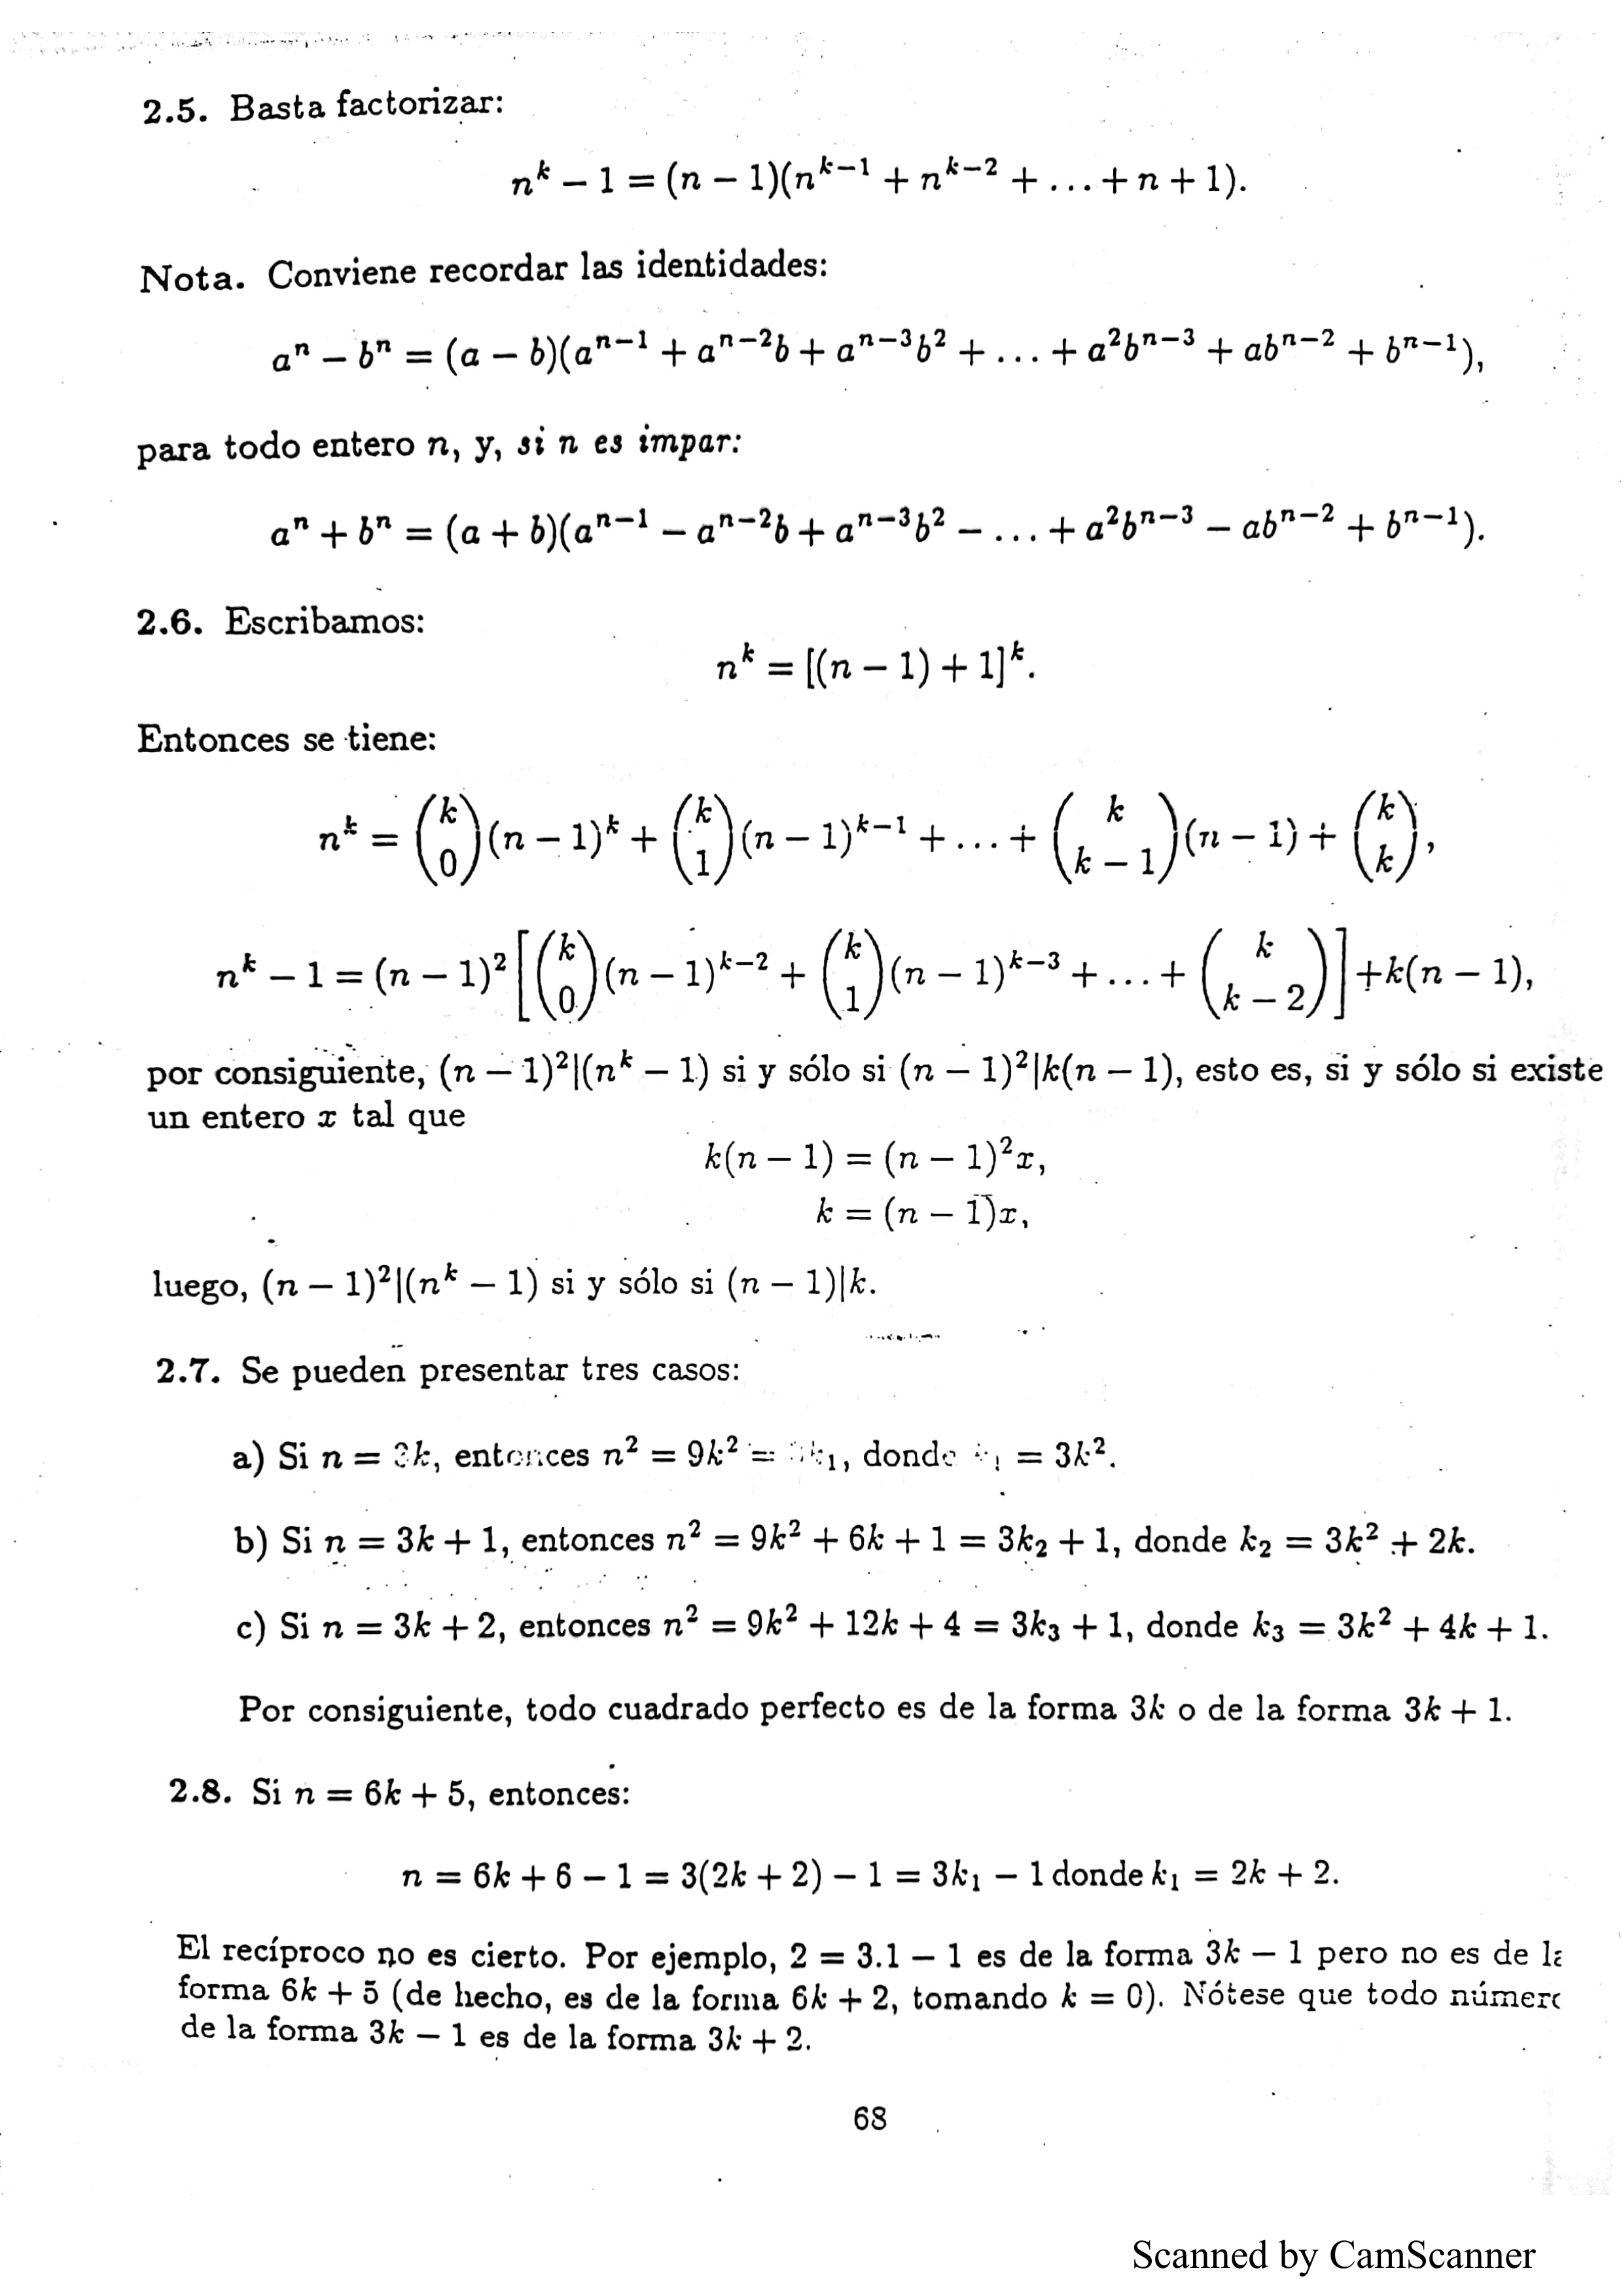 2.5. Basta factorizar:
n^k − 1 = (n − 1)(n^{k−1} + n^{k−2} + ... + n + 1).
Nota. Conviene recordar las identidades:
a^n − b^n = (a − b)(a^{n−1} + a^{n−2}b + a^{n−3}b^2 + ... + a^2b^{n−3} + ab^{n−2} + b^{n−1}),
para todo entero n, y, si n es impar:
a^n + b^n = (a + b)(a^{n−1} − a^{n−2}b + a^{n−3}b^2 − ... + a^2b^{n−3} − ab^{n−2} + b^{n−1}).
2.6. Escribamos:
n^k = [(n − 1) + 1]^k.
Entonces se tiene:
n^k = \binom{k}{0}(n − 1)^k + \binom{k}{1}(n − 1)^{k−1} + ... + \binom{k}{k − 1}(n − 1) + \binom{k}{k},
n^k − 1 = (n − 1)^2 [\binom{k}{0}(n − 1)^{k−2} + \binom{k}{1}(n − 1)^{k−3} + ... + \binom{k}{k − 2}] + k(n − 1),
por consiguiente, (n − 1)^2|(n^k − 1) si y sólo si (n − 1)^2|k(n − 1), esto es, si y sólo si existe
un entero x tal que
k(n − 1) = (n − 1)^2x,
k = (n − 1)x,
luego, (n − 1)^2|(n^k − 1) si y sólo si (n − 1)|k.
2.7. Se pueden presentar tres casos:
a) Si n = 3k, entonces n^2 = 9k^2 = 3k_1, donde k_1 = 3k^2.
b) Si n = 3k + 1, entonces n^2 = 9k^2 + 6k + 1 = 3k_2 + 1, donde k_2 = 3k^2 + 2k.
c) Si n = 3k + 2, entonces n^2 = 9k^2 + 12k + 4 = 3k_3 + 1, donde k_3 = 3k^2 + 4k + 1.
Por consiguiente, todo cuadrado perfecto es de la forma 3k o de la forma 3k + 1.
2.8. Si n = 6k + 5, entonces:
n = 6k + 6 − 1 = 3(2k + 2) − 1 = 3k_1 − 1 donde k_1 = 2k + 2.
El recíproco no es cierto. Por ejemplo, 2 = 3.1 − 1 es de la forma 3k − 1 pero no es de la
forma 6k + 5 (de hecho, es de la forma 6k + 2, tomando k = 0). Nótese que todo número
de la forma 3k − 1 es de la forma 3k + 2.
68
Scanned by CamScanner